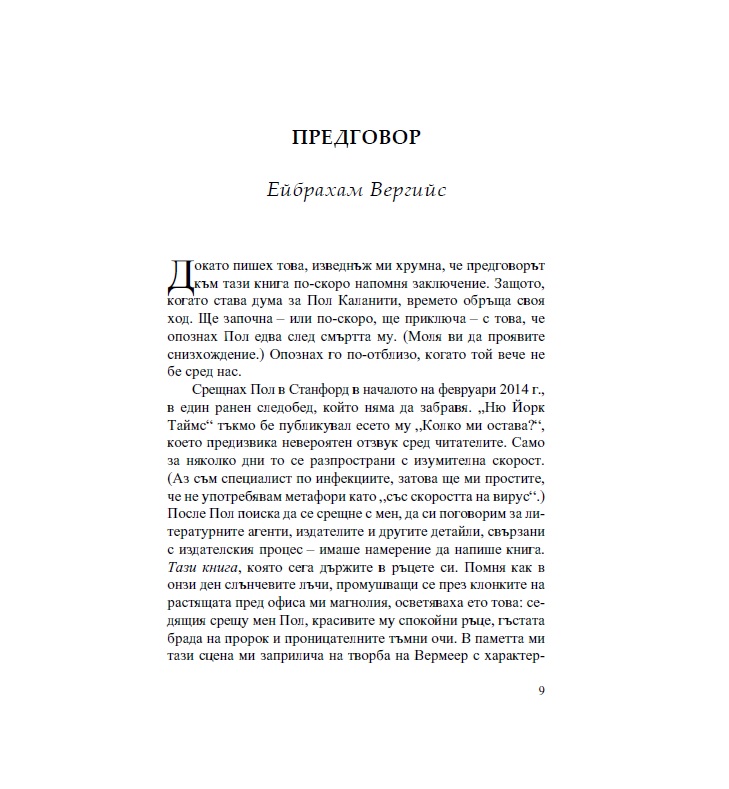 ПРЕДГОВОР
Ейбрахам Вергийс
Докато пишех това, изведнъж ми хрумна, че предговорът
към тази книга по-скоро напомня заключение. Защото,
когато става дума за Пол Каланити, времето обръща своя
ход. Ще започна – или по-скоро, ще приключа – с това, че
опознах Пол едва след смъртта му. (Моля ви да проявите
снизхождение.) Опознах го по-отблизо, когато той вече не
бе сред нас.
Срещнах Пол в Станфорд в началото на февруари 2014 г.,
в един ранен следобед, който няма да забравя. „Ню Йорк
Таймс“ тъкмо бе публикувал есето му „Колко ми остава?“,
което предизвика невероятен отзвук сред читателите. Само
за няколко дни то се разпространи с изумителна скорост.
(Аз съм специалист по инфекциите, затова ще ми простите,
че не употребявам метафори като „със скоростта на вирус“.)
После Пол поиска да се срещне с мен, да си поговорим за ли-
тературните агенти, издателите и другите детайли, свързани
с издателския процес – имаше намерение да напише книга.
Тази книга, която сега държите в ръцете си. Помня как в
онзи ден слънчевите лъчи, промушващи се през клонките на
растящата пред офиса ми магнолия, осветяваха ето това: се-
дящия срещу мен Пол, красивите му спокойни ръце, гъстата
брада на пророк и проницателните тъмни очи. В паметта ми
тази сцена ми заприлича на творба на Вермеер с характер-
9